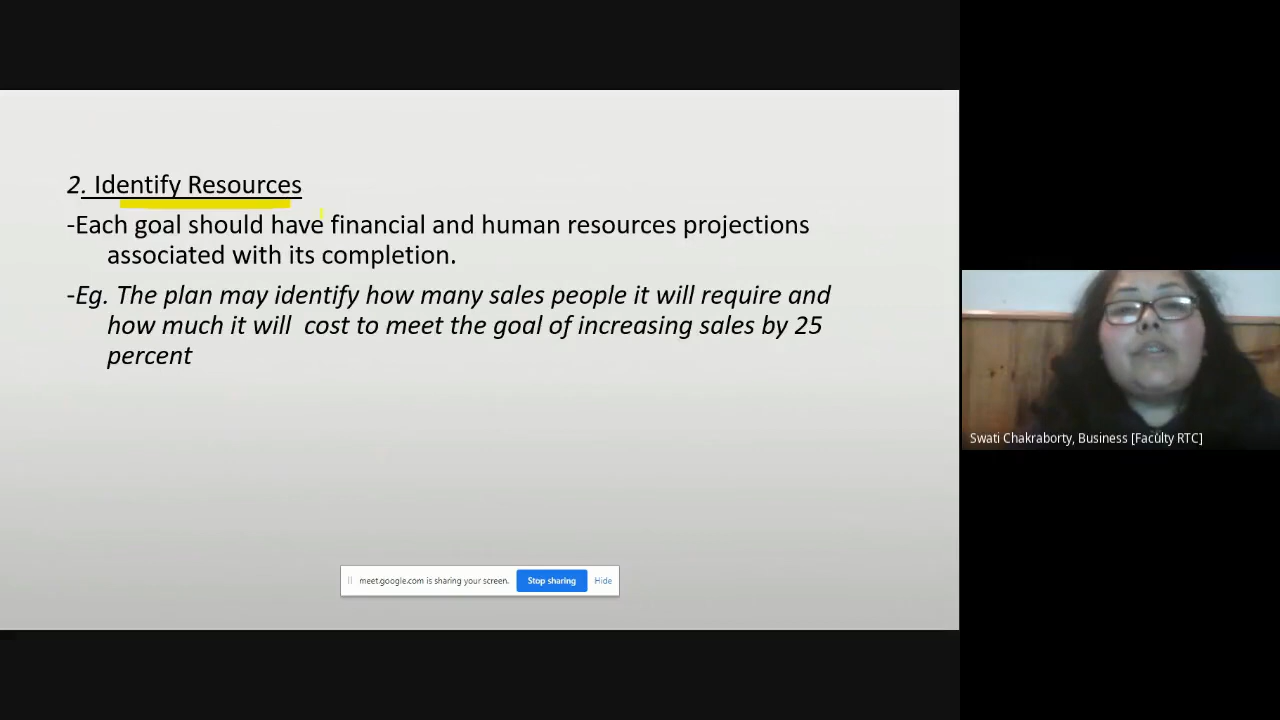 2. Identify Resources
-Each goal should have financial and human resources projections
associated with its completion.
-Eg. The plan may identify how many sales people it will require and
how much it will  cost to meet the goal of increasing sales by 25
percent
meet.google.com is sharing your screen. Stop sharing Hide
Swati Chakraborty, Business [Faculty RTC]